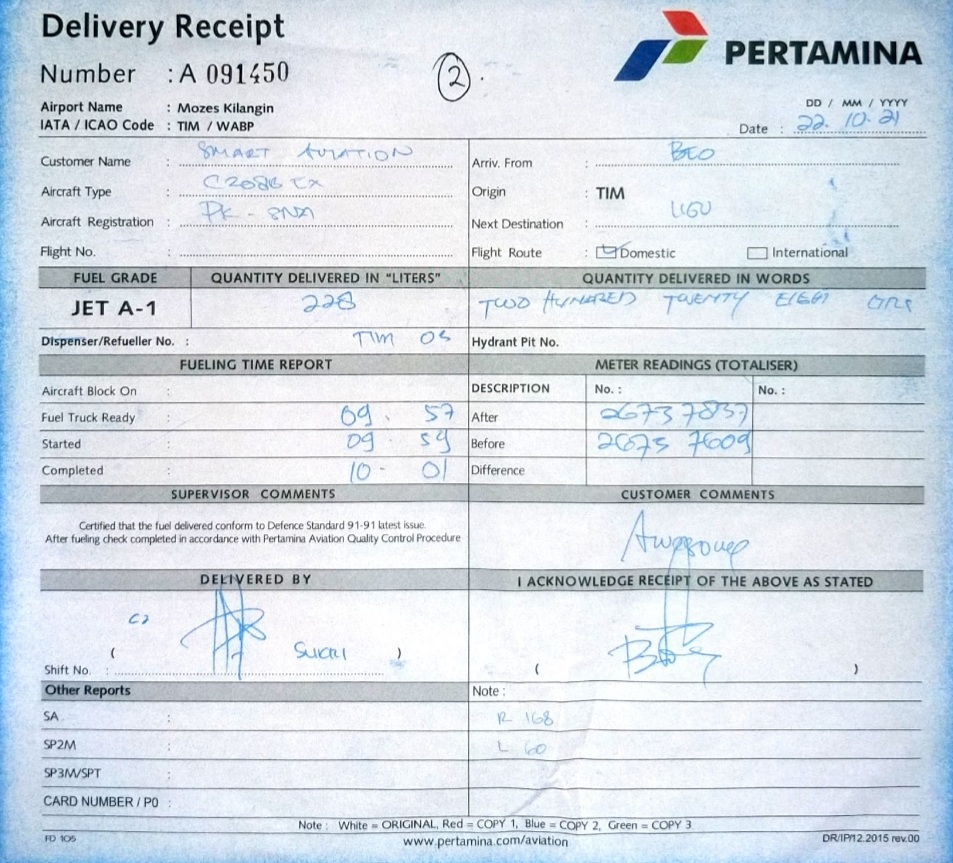 Delivery Receipt
PERTAMINA
Number : A 091450
2
Airport Name : Mozes Kilangin
IATA / ICAO Code : TIM / WABP
DD / MM / YYYY
Date : 22. 10. 21
Customer Name : SMART AVIATION
Arriv. From : BEO
Aircraft Type : C208B EX
Origin : TIM
Aircraft Registration : PK - SNA
Next Destination : UGU
Flight No. :
Flight Route : Domestic International
FUEL GRADE QUANTITY DELIVERED IN "LITERS" QUANTITY DELIVERED IN WORDS
JET A-1 228 TWO HUNDRED TWENTY EIGHT LTRS
Dispenser/Refueller No. : TIM 05 Hydrant Pit No.
FUELING TIME REPORT METER READINGS (TOTALISER)
Aircraft Block On : DESCRIPTION No. : No. :
Fuel Truck Ready : 09. 57 After 26737837
Started : 09 - 59 Before 2673 7609
Completed : 10 - 01 Difference
SUPERVISOR COMMENTS CUSTOMER COMMENTS
Certified that the fuel delivered conform to Defence Standard 91-91 latest issue.
After fueling check completed in accordance with Pertamina Aviation Quality Control Procedure
DELIVERED BY I ACKNOWLEDGE RECEIPT OF THE ABOVE AS STATED
( )
Shift No. : ( )
Other Reports Note :
SA : R 168
SP2M : L 60
SP3M/SPT :
CARD NUMBER / PO :
Note : White = ORIGINAL, Red = COPY 1, Blue = COPY 2, Green = COPY 3
FD 105 www.pertamina.com/aviation DR/IP/12.2015 rev.00